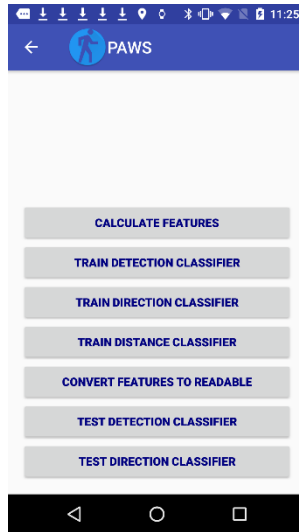 11:25
PAWS
CALCULATE FEATURES
TRAIN DETECTION CLASSIFIER
TRAIN DIRECTION CLASSIFIER
TRAIN DISTANCE CLASSIFIER
CONVERT FEATURES TO READABLE
TEST DETECTION CLASSIFIER
TEST DIRECTION CLASSIFIER